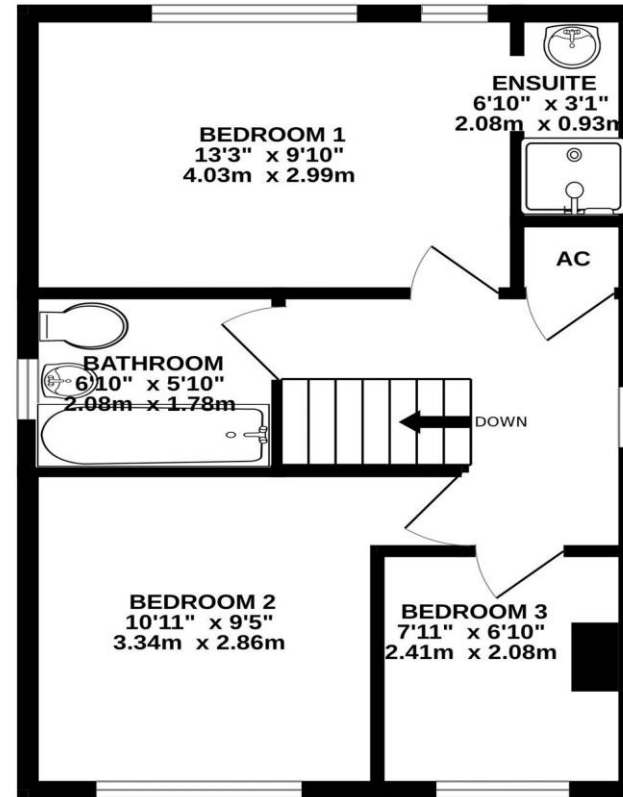 ENSUITE
6'10" x 3'1"
2.08m x 0.93m
BEDROOM 1
13'3" x 9'10"
4.03m x 2.99m
AC
BATHROOM
6'10" x 5'10"
2.08m x 1.78m
DOWN
BEDROOM 2
10'11" x 9'5"
3.34m x 2.86m
BEDROOM 3
7'11" x 6'10"
2.41m x 2.08m